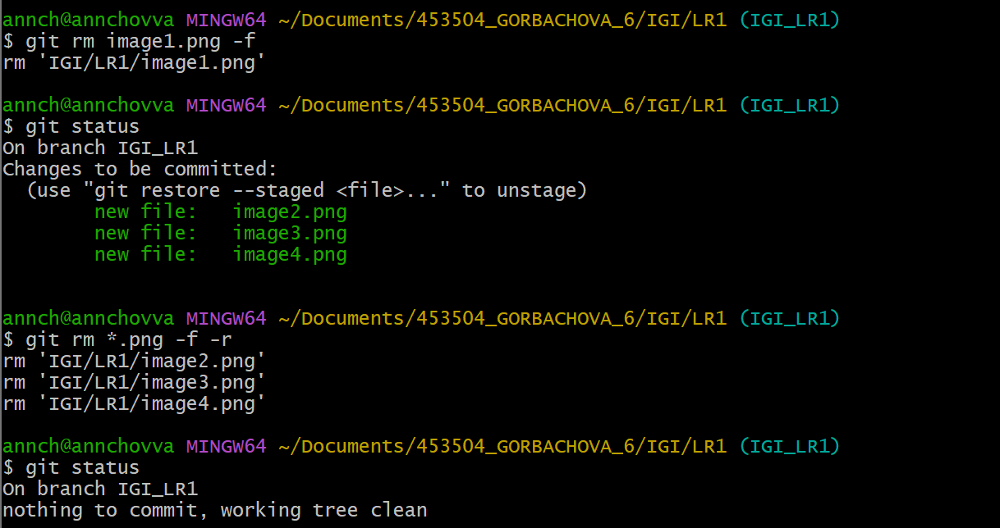 annch@annchovva MINGW64 ~/Documents/453504_GORBACHOVA_6/IGI/LR1 (IGI_LR1)
$ git rm image1.png -f
rm 'IGI/LR1/image1.png'
annch@annchovva MINGW64 ~/Documents/453504_GORBACHOVA_6/IGI/LR1 (IGI_LR1)
$ git status
On branch IGI_LR1
Changes to be committed:
  (use "git restore --staged <file>..." to unstage)
        new file:   image2.png
        new file:   image3.png
        new file:   image4.png
annch@annchovva MINGW64 ~/Documents/453504_GORBACHOVA_6/IGI/LR1 (IGI_LR1)
$ git rm *.png -f -r
rm 'IGI/LR1/image2.png'
rm 'IGI/LR1/image3.png'
rm 'IGI/LR1/image4.png'
annch@annchovva MINGW64 ~/Documents/453504_GORBACHOVA_6/IGI/LR1 (IGI_LR1)
$ git status
On branch IGI_LR1
nothing to commit, working tree clean